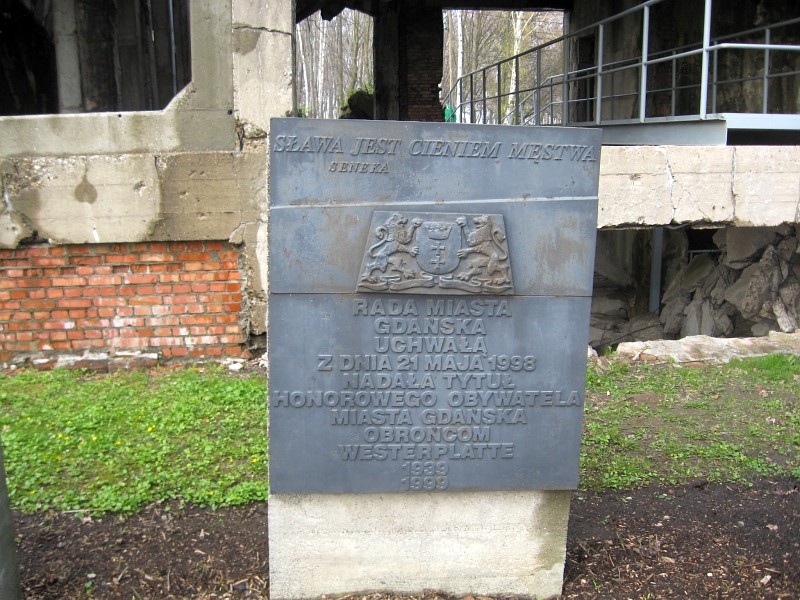 SŁAWA JEST CIENIEM MĘSTWA
SENEKA
RADA MIASTA
GDAŃSKA
UCHWAŁA
Z DNIA 21 MAJA 1998
NADAŁA TYTUŁ
HONOROWEGO OBYWATELA
MIASTA GDAŃSKA
OBROŃCOM
WESTERPLATTE
1939
1999